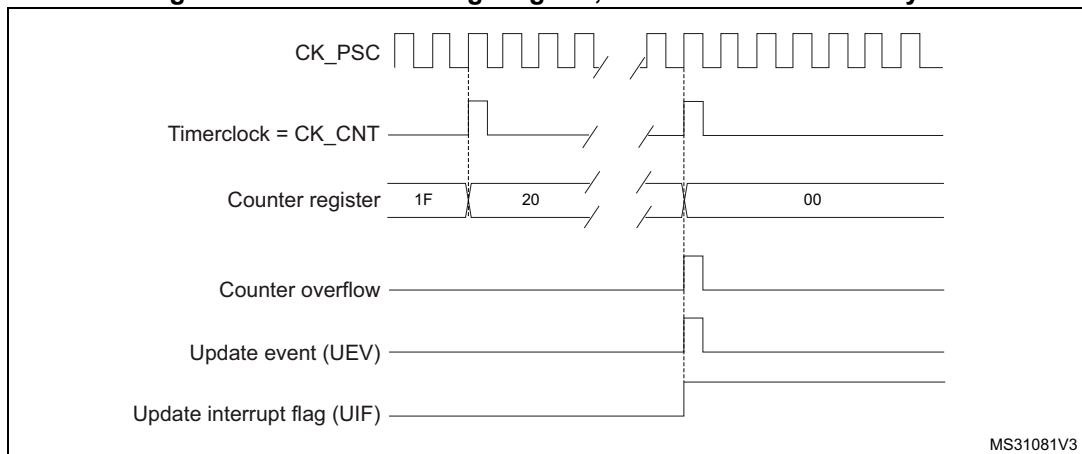 CK_PSC
Timerclock = CK_CNT
Counter register 1F 20 00
Counter overflow
Update event (UEV)
Update interrupt flag (UIF)
MS31081V3